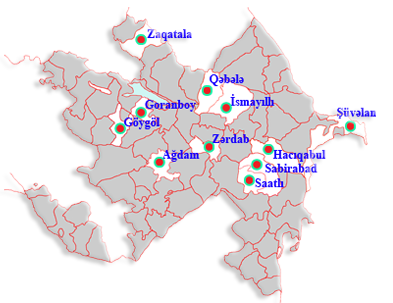 Zaqatala
Qəbələ
İsmayıllı
Goranboy
Şüvəlan
Göygöl
Zərdab
Hacıqabul
Ağdam
Sabirabad
Saatlı